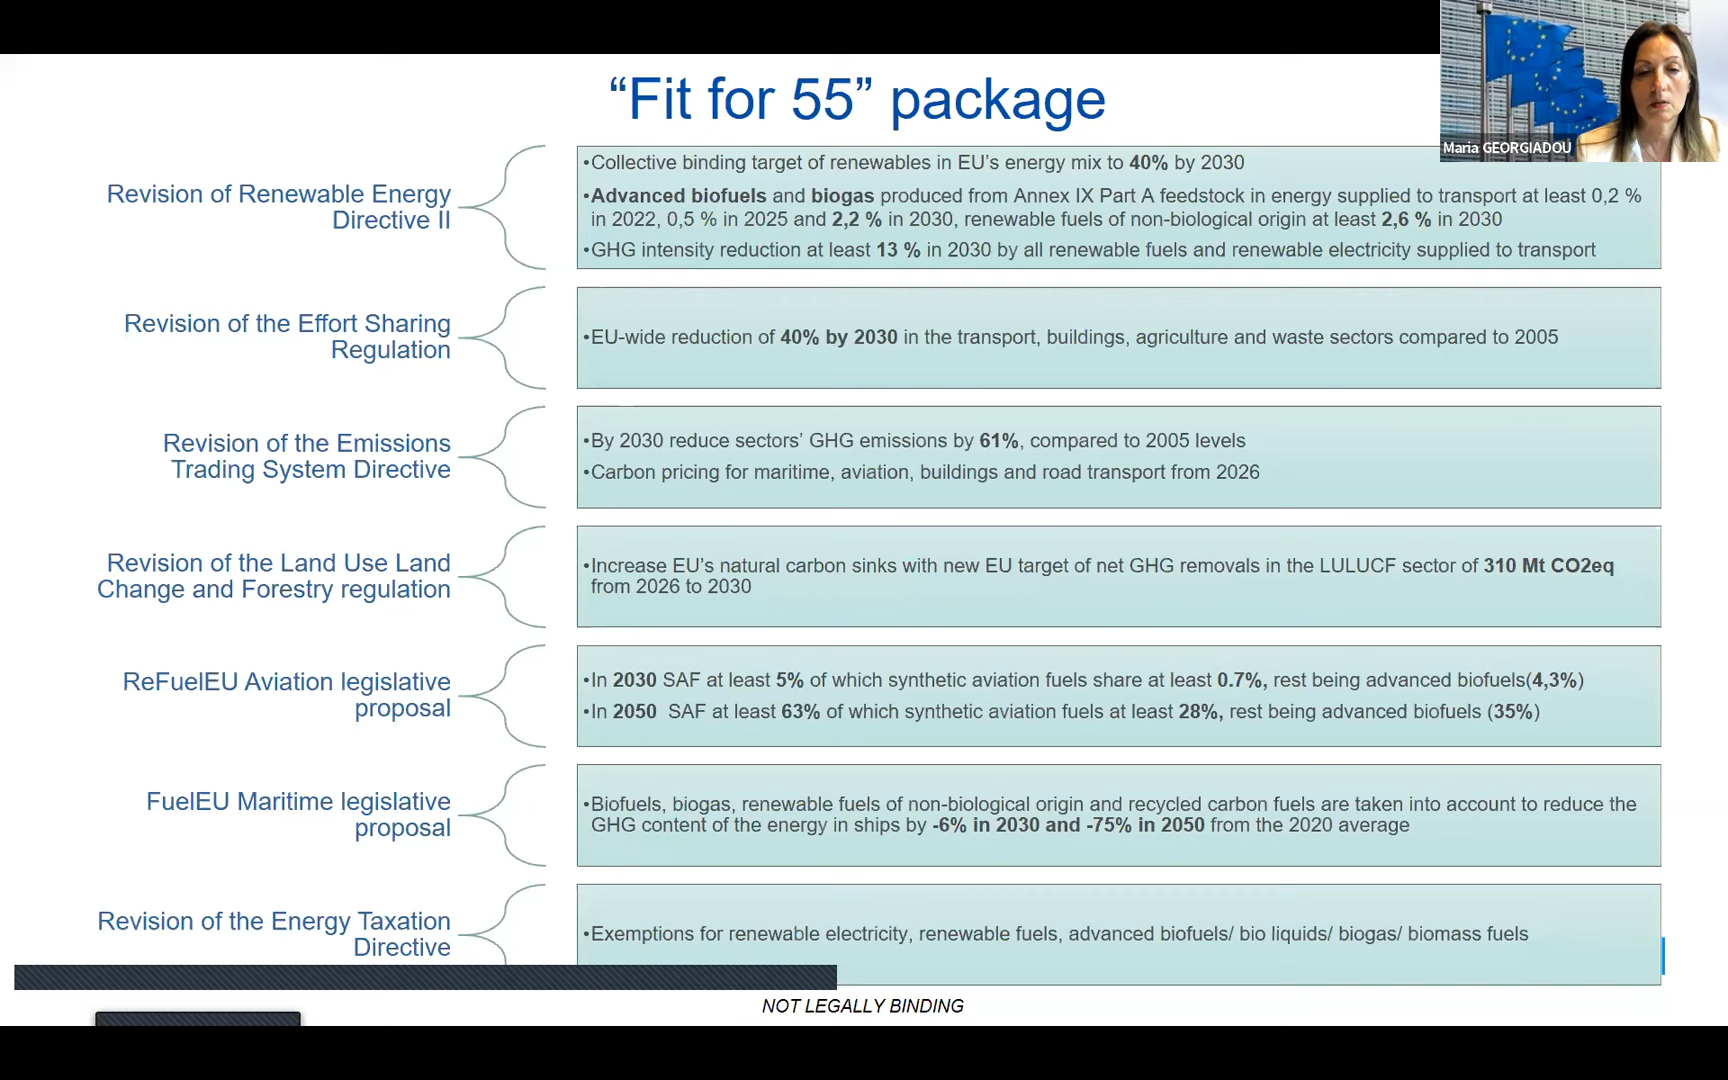 “Fit for 55” package
Maria GEORGIADOU
Revision of Renewable Energy
Directive II
•Collective binding target of renewables in EU’s energy mix to 40% by 2030
•Advanced biofuels and biogas produced from Annex IX Part A feedstock in energy supplied to transport at least 0,2 %
in 2022, 0,5 % in 2025 and 2,2 % in 2030, renewable fuels of non-biological origin at least 2,6 % in 2030
•GHG intensity reduction at least 13 % in 2030 by all renewable fuels and renewable electricity supplied to transport
Revision of the Effort Sharing
Regulation
•EU-wide reduction of 40% by 2030 in the transport, buildings, agriculture and waste sectors compared to 2005
Revision of the Emissions
Trading System Directive
•By 2030 reduce sectors’ GHG emissions by 61%, compared to 2005 levels
•Carbon pricing for maritime, aviation, buildings and road transport from 2026
Revision of the Land Use Land
Change and Forestry regulation
•Increase EU’s natural carbon sinks with new EU target of net GHG removals in the LULUCF sector of 310 Mt CO2eq
from 2026 to 2030
ReFuelEU Aviation legislative
proposal
•In 2030 SAF at least 5% of which synthetic aviation fuels share at least 0.7%, rest being advanced biofuels(4,3%)
•In 2050 SAF at least 63% of which synthetic aviation fuels at least 28%, rest being advanced biofuels (35%)
FuelEU Maritime legislative
proposal
•Biofuels, biogas, renewable fuels of non-biological origin and recycled carbon fuels are taken into account to reduce the
GHG content of the energy in ships by -6% in 2030 and -75% in 2050 from the 2020 average
Revision of the Energy Taxation
Directive
•Exemptions for renewable electricity, renewable fuels, advanced biofuels/ bio liquids/ biogas/ biomass fuels
NOT LEGALLY BINDING